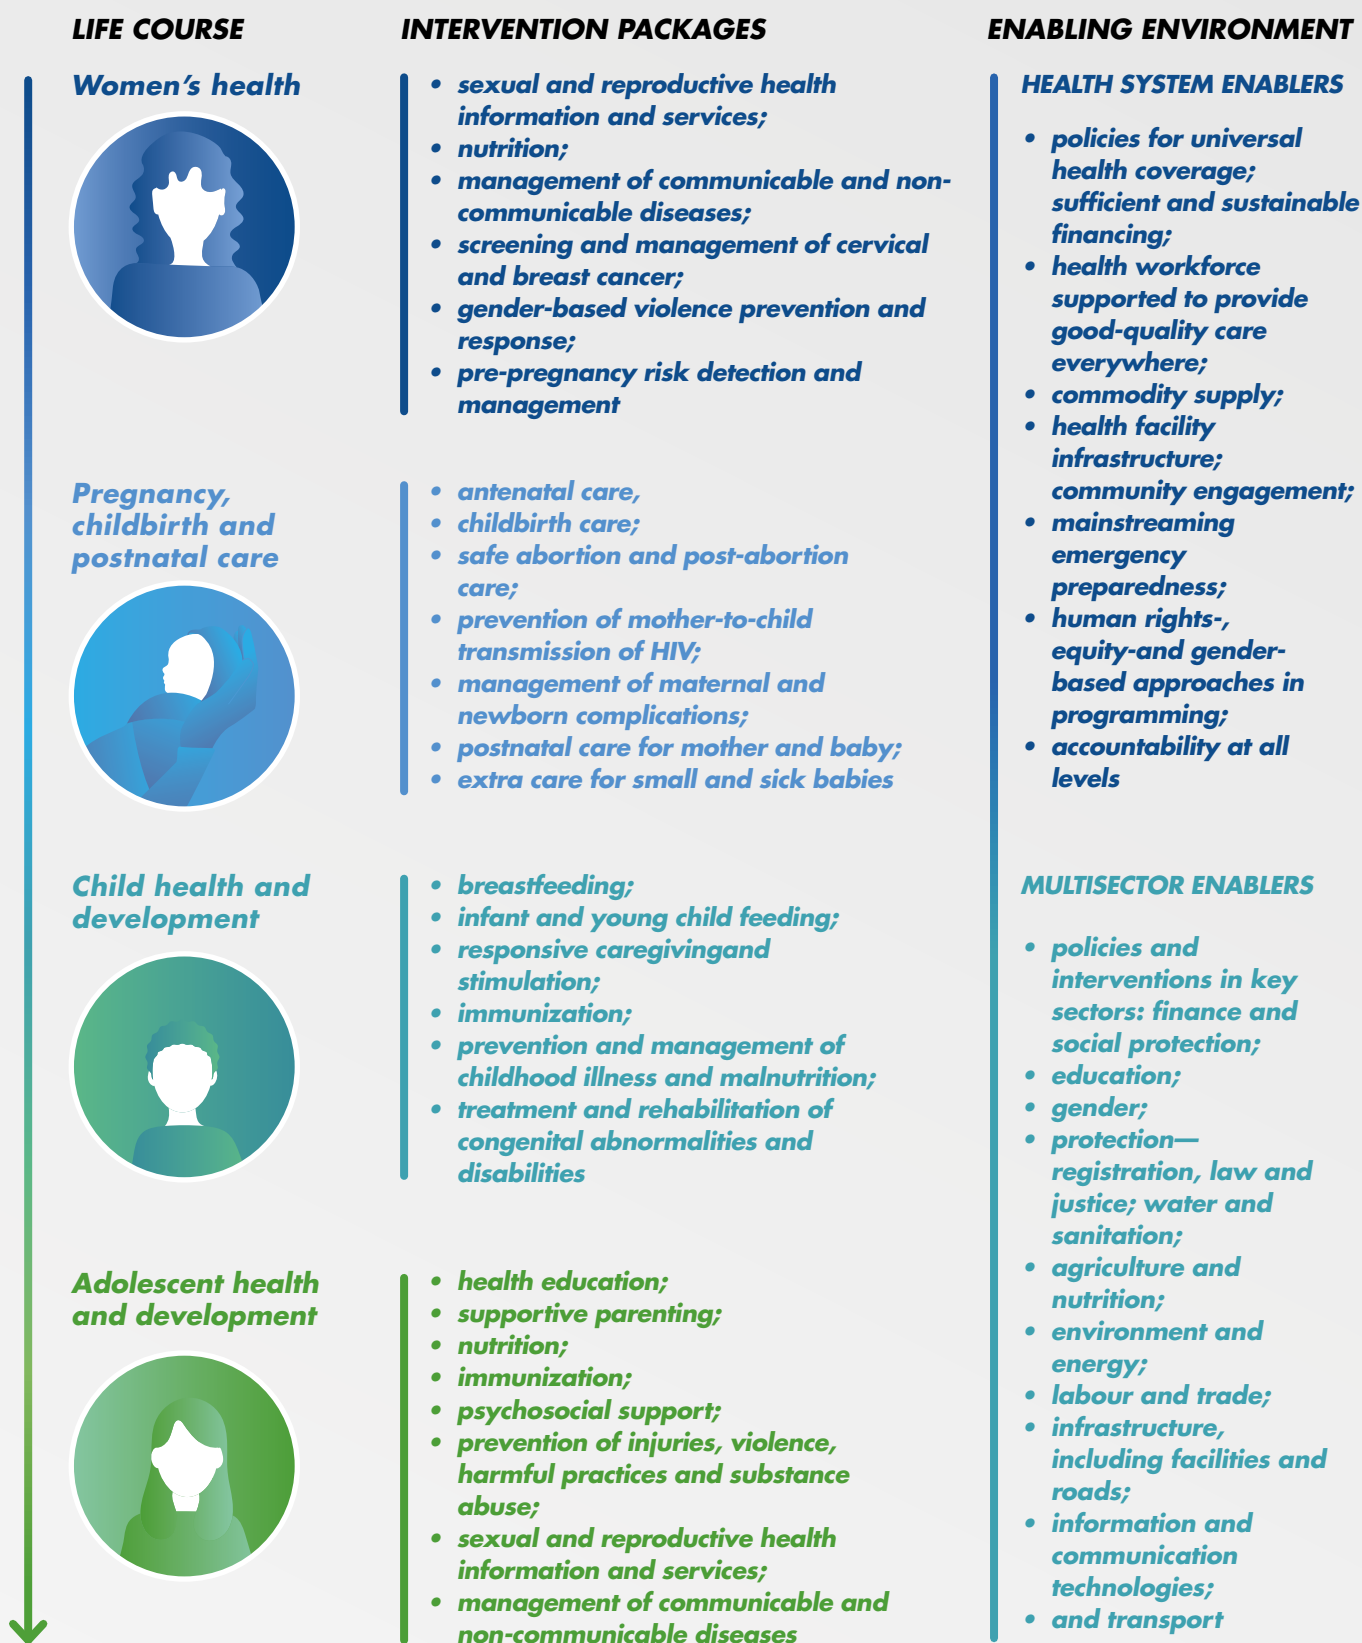 LIFE COURSE
Women's health
Pregnancy,
childbirth and
postnatal care
Child health and
development
Adolescent health
and development
INTERVENTION PACKAGES
• sexual and reproductive health
information and services;
• nutrition;
• management of communicable and non-
communicable diseases;
• screening and management of cervical
and breast cancer;
• gender-based violence prevention and
response;
• pre-pregnancy risk detection and
management
• antenatal care,
• childbirth care;
• safe abortion and post-abortion
care;
• prevention of mother-to-child
transmission of HIV;
• management of maternal and
newborn complications;
• postnatal care for mother and baby;
• extra care for small and sick babies
• breastfeeding;
• infant and young child feeding;
• responsive caregivingand
stimulation;
• immunization;
• prevention and management of
childhood illness and malnutrition;
• treatment and rehabilitation of
congenital abnormalities and
disabilities
• health education;
• supportive parenting;
• nutrition;
• immunization;
• psychosocial support;
• prevention of injuries, violence,
harmful practices and substance
abuse;
• sexual and reproductive health
information and services;
• management of communicable and
non-communicable diseases
ENABLING ENVIRONMENT
HEALTH SYSTEM ENABLERS
• policies for universal
health coverage;
sufficient and sustainable
financing;
• health workforce
supported to provide
good-quality care
everywhere;
• commodity supply;
• health facility
infrastructure;
community engagement;
• mainstreaming
emergency
preparedness;
• human rights-,
equity-and gender-
based approaches in
programming;
• accountability at all
levels
MULTISECTOR ENABLERS
• policies and
interventions in key
sectors: finance and
social protection;
• education;
• gender;
• protection—
registration, law and
justice; water and
sanitation;
• agriculture and
nutrition;
• environment and
energy;
• labour and trade;
• infrastructure,
including facilities and
roads;
• information and
communication
technologies;
• and transport